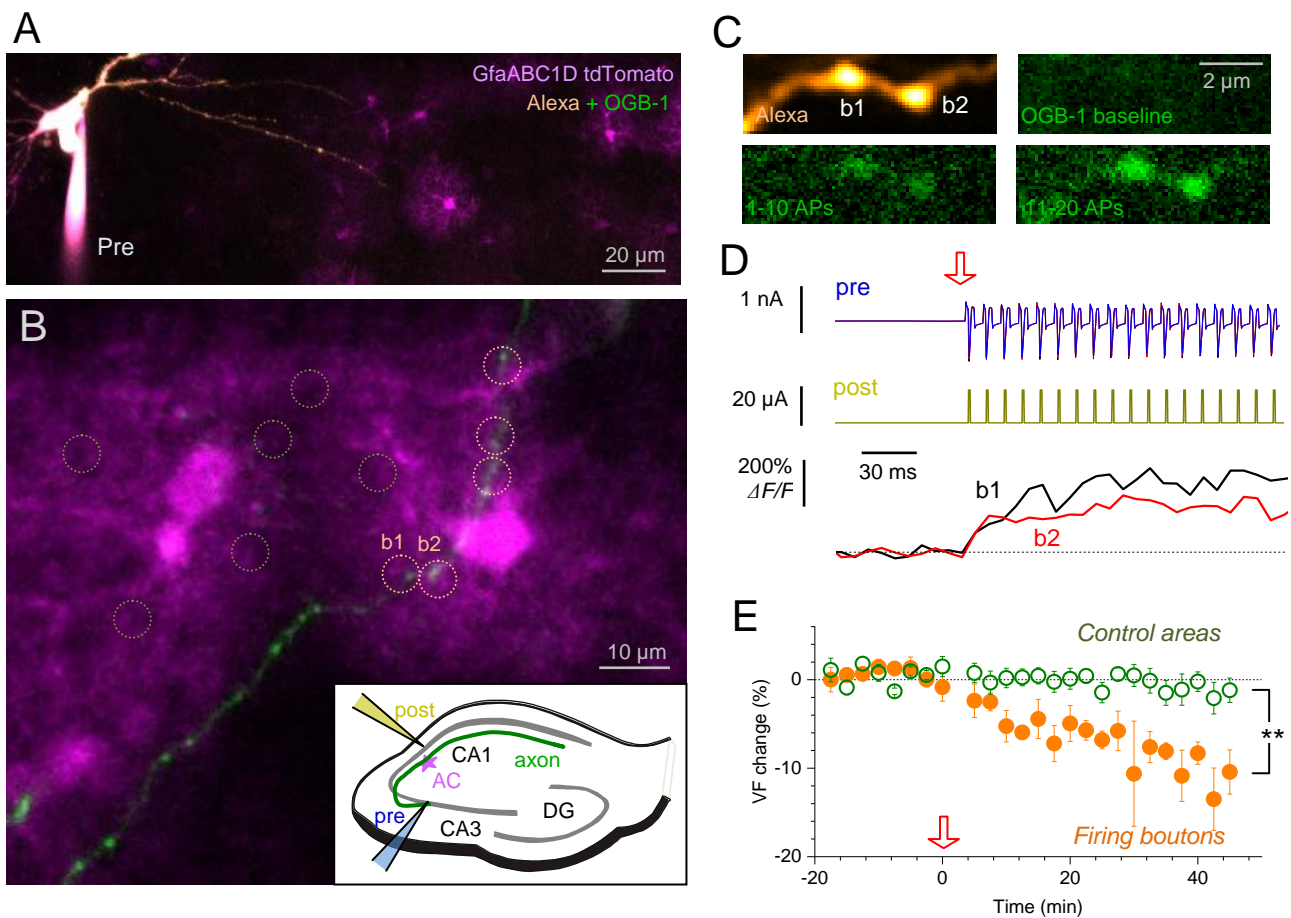 A
GfaABC1D tdTomato
Alexa + OGB-1
Pre
20 µm
B
b1 b2
10 µm
post
CA1
axon
AC
pre
CA3
DG
C
Alexa
b1
b2
2 µm
OGB-1 baseline
1-10 APs
11-20 APs
D
1 nA
pre
20 µA
post
200%
ΔF/F
30 ms
b1
b2
E
Control areas
VF change (%)
0
-10
-20
**
Firing boutons
-20 0 20 40
Time (min)